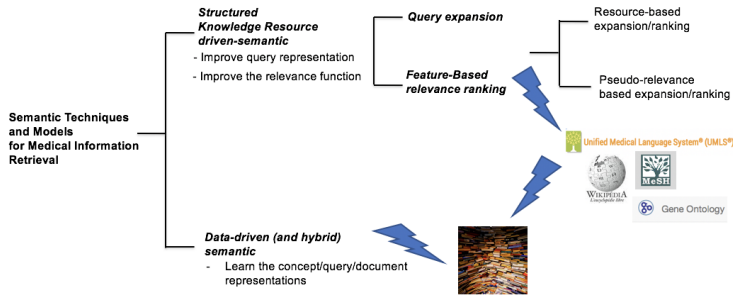 Structured
Knowledge Resource
driven-semantic
- Improve query representation
- Improve the relevance function
Query expansion
Feature-Based
relevance ranking
Resource-based
expansion/ranking
Pseudo-relevance
based expansion/ranking
Semantic Techniques
and Models
for Medical Information
Retrieval
Unified Medical Language System® (UMLS®)
WIKIPEDIA
L'encyclopédie libre
MeSH
Gene Ontology
Data-driven (and hybrid)
semantic
- Learn the concept/query/document
representations